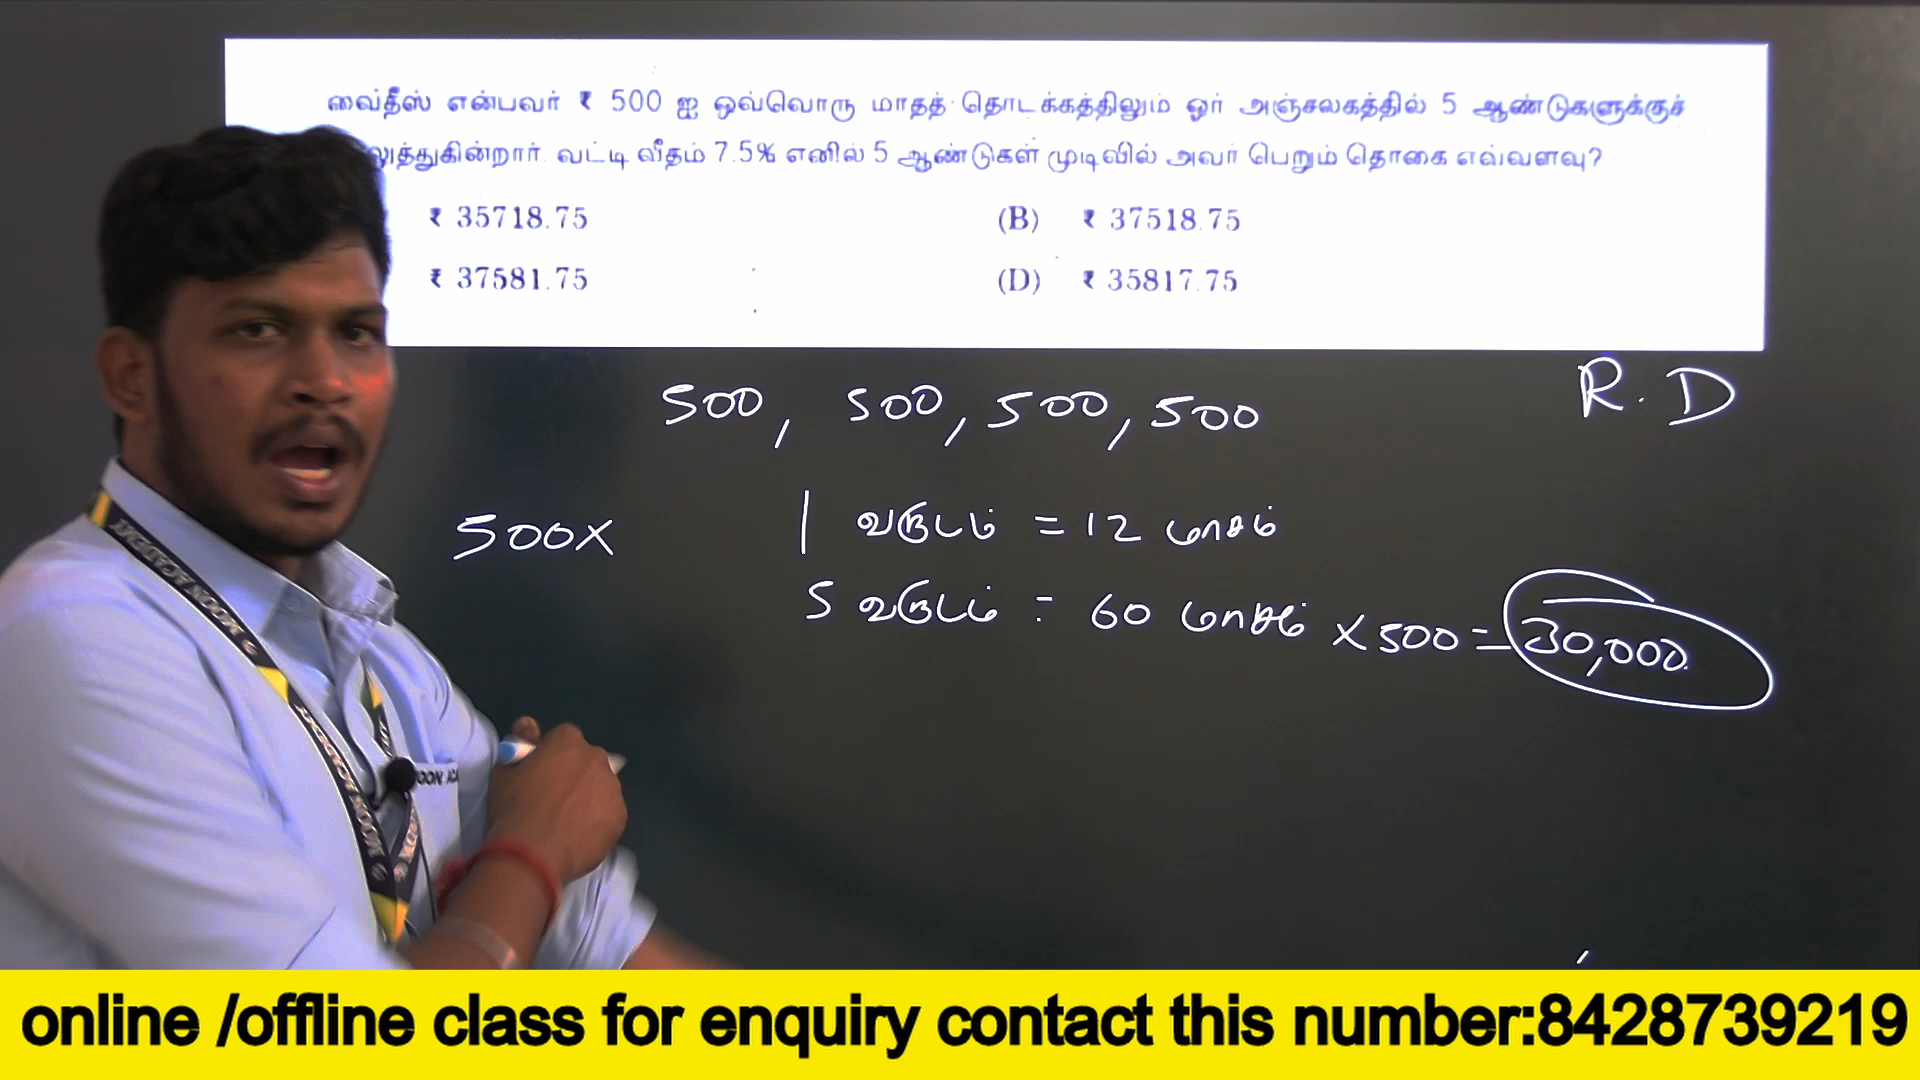 வைதீஸ் என்பவர் ₹ 500 ஐ ஒவ்வொரு மாதத் தொடக்கத்திலும் ஓர் அஞ்சலகத்தில் 5 ஆண்டுகளுக்குச்
லுத்துகின்றார். வட்டி வீதம் 7.5% எனில் 5 ஆண்டுகள் முடிவில் அவர் பெறும் தொகை எவ்வளவு?
₹ 35718.75 (B) ₹ 37518.75
₹ 37581.75 (D) ₹ 35817.75
R.D
500, 500, 500, 500
500x
1 வருடம் = 12 மாசம்
5 வருடம் = 60 மாசம் x 500 = 30,000
MOON ACADEMY
online /offline class for enquiry contact this number:8428739219